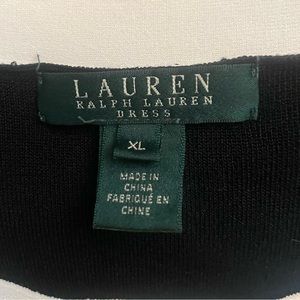 LAUREN
RALPH LAUREN
DRESS
XL
MADE IN
CHINA
FABRIQUÉ EN
CHINE